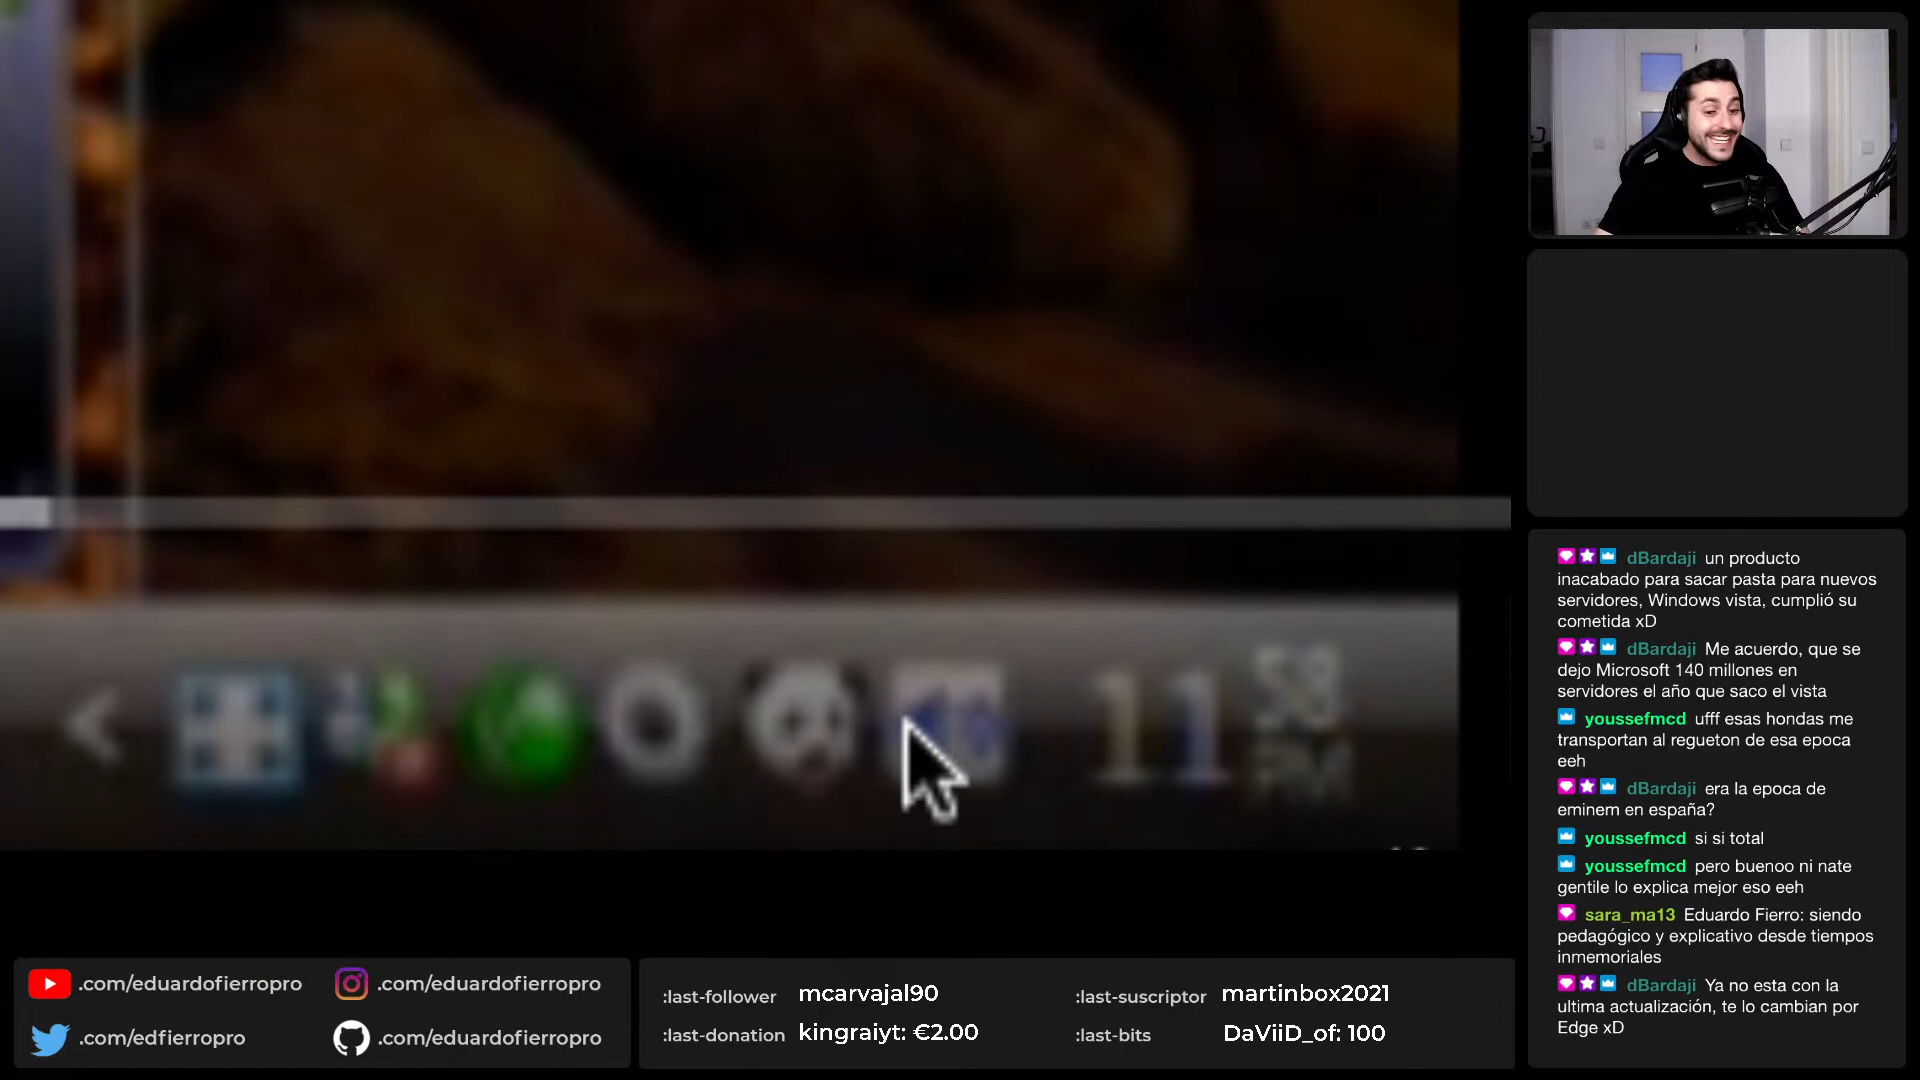 11
58
PM
dBardaji un producto
inacabado para sacar pasta para nuevos
servidores, Windows vista, cumplió su
cometida xD
dBardaji Me acuerdo, que se
dejo Microsoft 140 millones en
servidores el año que saco el vista
youssefmcd ufff esas hondas me
transportan al regueton de esa epoca
eeh
dBardaji era la epoca de
eminem en españa?
youssefmcd si si total
youssefmcd pero buenoo ni nate
gentile lo explica mejor eso eeh
sara_ma13 Eduardo Fierro: siendo
pedagógico y explicativo desde tiempos
inmemoriales
dBardaji Ya no esta con la
ultima actualización, te lo cambian por
Edge xD
.com/eduardofierropro
.com/eduardofierropro
.com/edfierropro
.com/eduardofierropro
:last-follower mcarvajal90
:last-suscriptor martinbox2021
:last-donation kingraiyt: €2.00
:last-bits DaViiD_of: 100